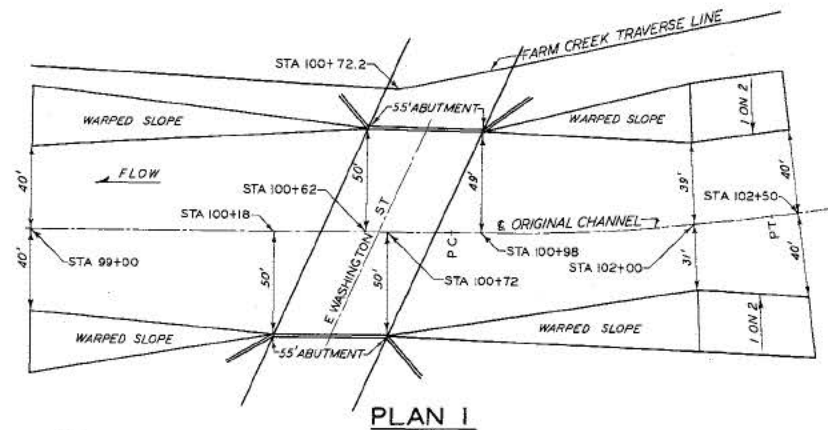 FARM CREEK TRAVERSE LINE
STA 100+72.2
55' ABUTMENT
WARPED SLOPE
WARPED SLOPE
1 ON 2
40'
FLOW
50'
49'
39'
40'
STA 100+62
STA 100+18
STA 102+50
℄ ORIGINAL CHANNEL
E WASHINGTON ST
PC
PT
STA 99+00
STA 100+98
STA 100+72
STA 102+00
40'
50'
50'
31'
40'
WARPED SLOPE
55' ABUTMENT
WARPED SLOPE
1 ON 2
PLAN I